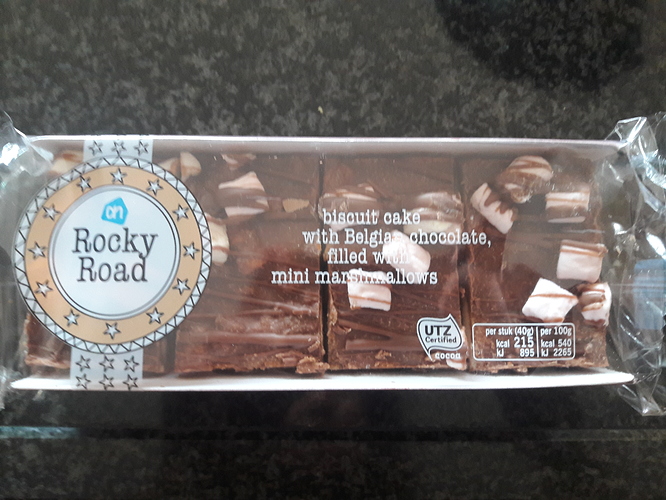 ah
Rocky
Road
biscuit cake
with Belgian chocolate,
filled with
mini marshmallows
UTZ
Certified
cocoa
per stuk (40g) per 100g
kcal 215 kcal 540
kJ 895 kJ 2265